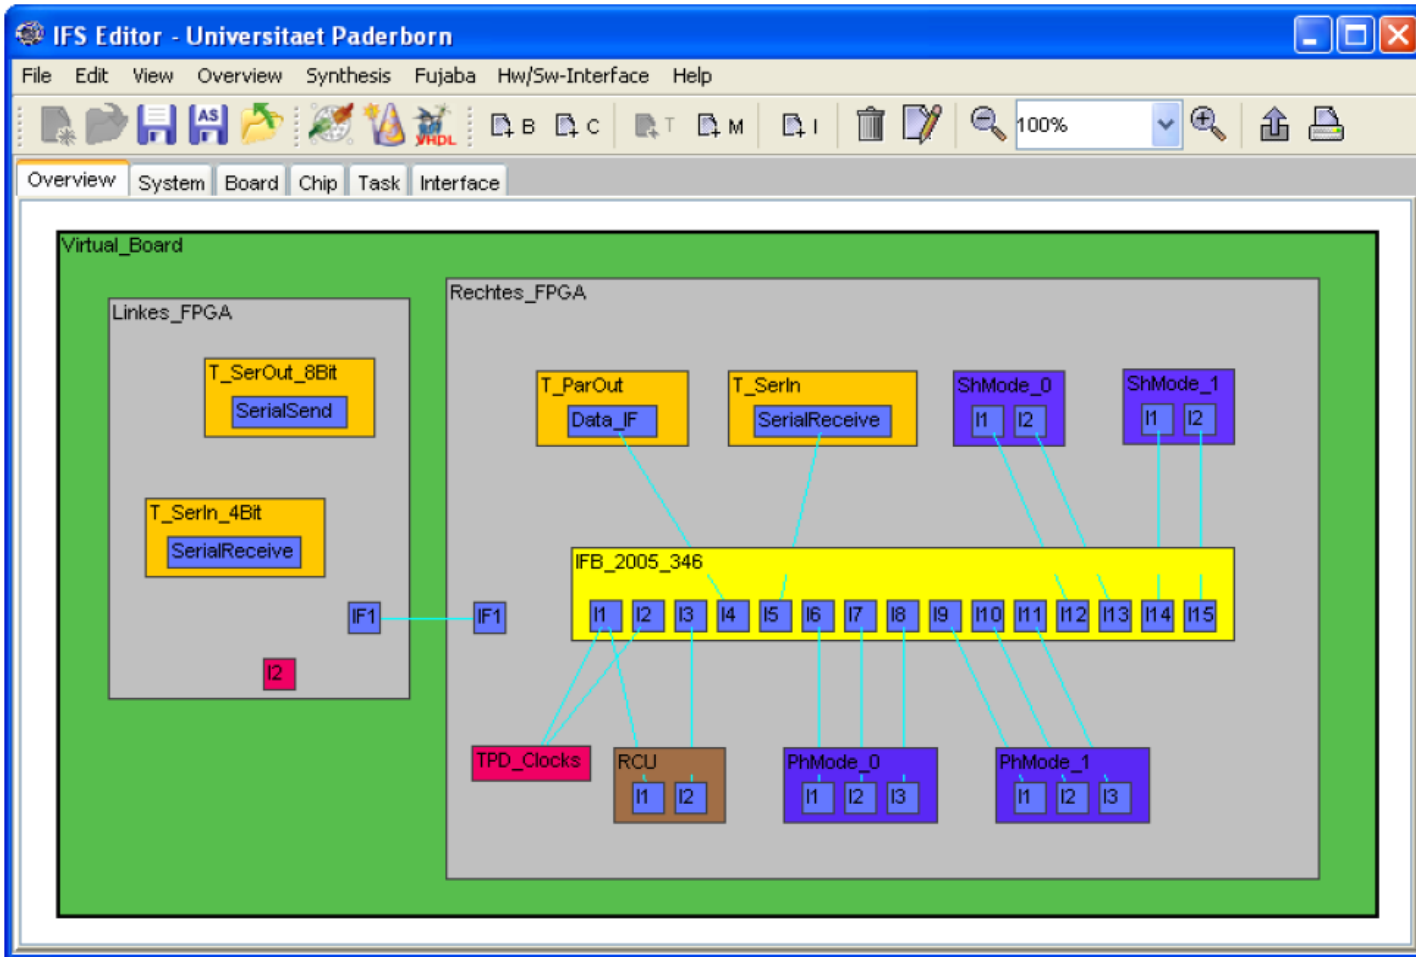 IFS Editor - Universitaet Paderborn
File Edit View Overview Synthesis Fujaba Hw/Sw-Interface Help
AS VHDL B C T M I 100%
Overview System Board Chip Task Interface
Virtual_Board
Linkes_FPGA
T_SerOut_8Bit
SerialSend
T_SerIn_4Bit
SerialReceive
IF1
I2
Rechtes_FPGA
IF1
T_ParOut
Data_IF
T_SerIn
SerialReceive
ShMode_0
I1 I2
ShMode_1
I1 I2
IFB_2005_346
I1 I2 I3 I4 I5 I6 I7 I8 I9 I10 I11 I12 I13 I14 I15
TPD_Clocks
RCU
I1 I2
PhMode_0
I1 I2 I3
PhMode_1
I1 I2 I3